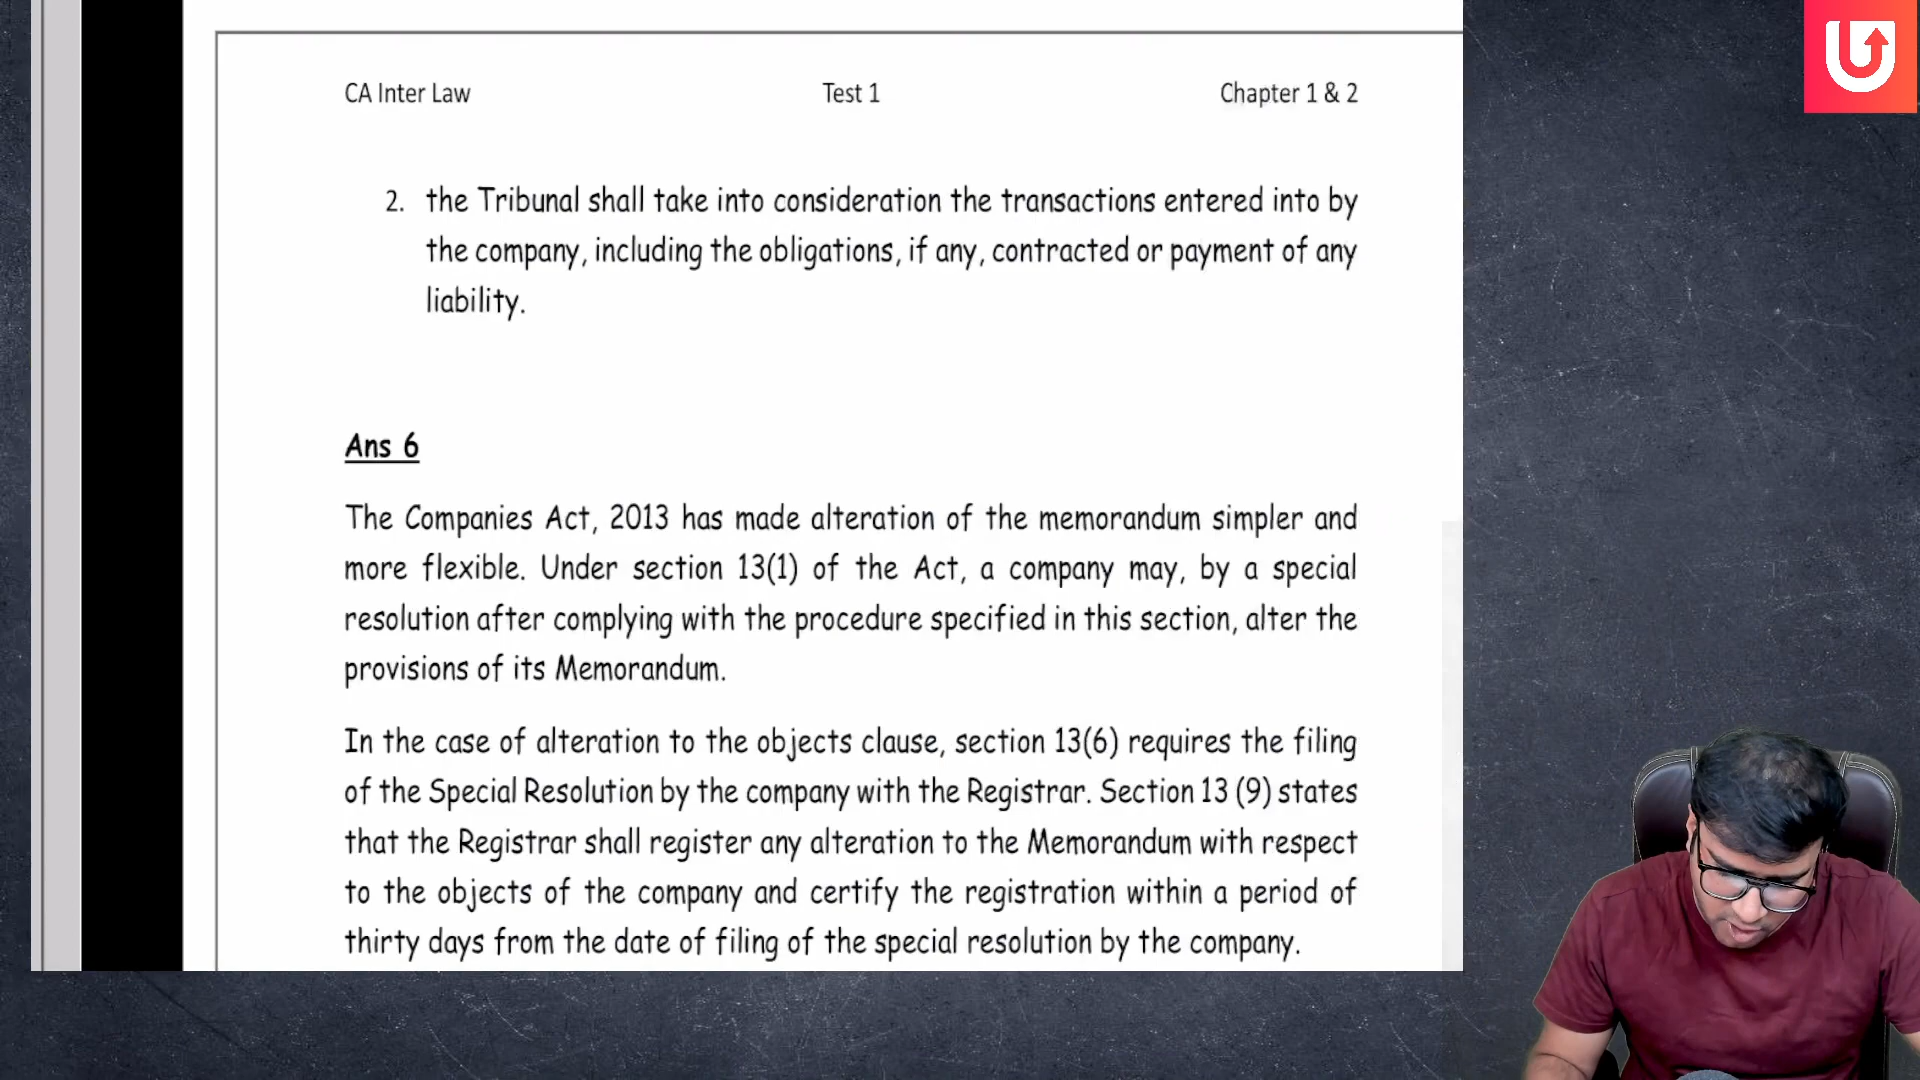 CA Inter Law Test 1 Chapter 1 & 2
2. the Tribunal shall take into consideration the transactions entered into by
the company, including the obligations, if any, contracted or payment of any
liability.
Ans 6
The Companies Act, 2013 has made alteration of the memorandum simpler and
more flexible. Under section 13(1) of the Act, a company may, by a special
resolution after complying with the procedure specified in this section, alter the
provisions of its Memorandum.
In the case of alteration to the objects clause, section 13(6) requires the filing
of the Special Resolution by the company with the Registrar. Section 13 (9) states
that the Registrar shall register any alteration to the Memorandum with respect
to the objects of the company and certify the registration within a period of
thirty days from the date of filing of the special resolution by the company.